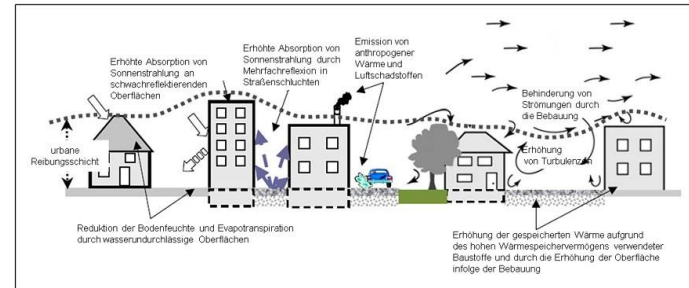 Erhöhte Absorption von
Sonnenstrahlung an
schwachreflektierenden
Oberflächen
Erhöhte Absorption von
Sonnenstrahlung durch
Mehrfachreflexion in
Straßenschluchten
Emission von
anthropogener
Wärme und
Luftschadstoffen
Behinderung von
Strömungen durch
die Bebauung
urbane
Reibungsschicht
Erhöhung
von Turbulenzen
Reduktion der Bodenfeuchte und Evapotranspiration
durch wasserundurchlässige Oberflächen
Erhöhung der gespeicherten Wärme aufgrund
des hohen Wärmespeichervermögens verwendeter
Baustoffe und durch die Erhöhung der Oberfläche
infolge der Bebauung